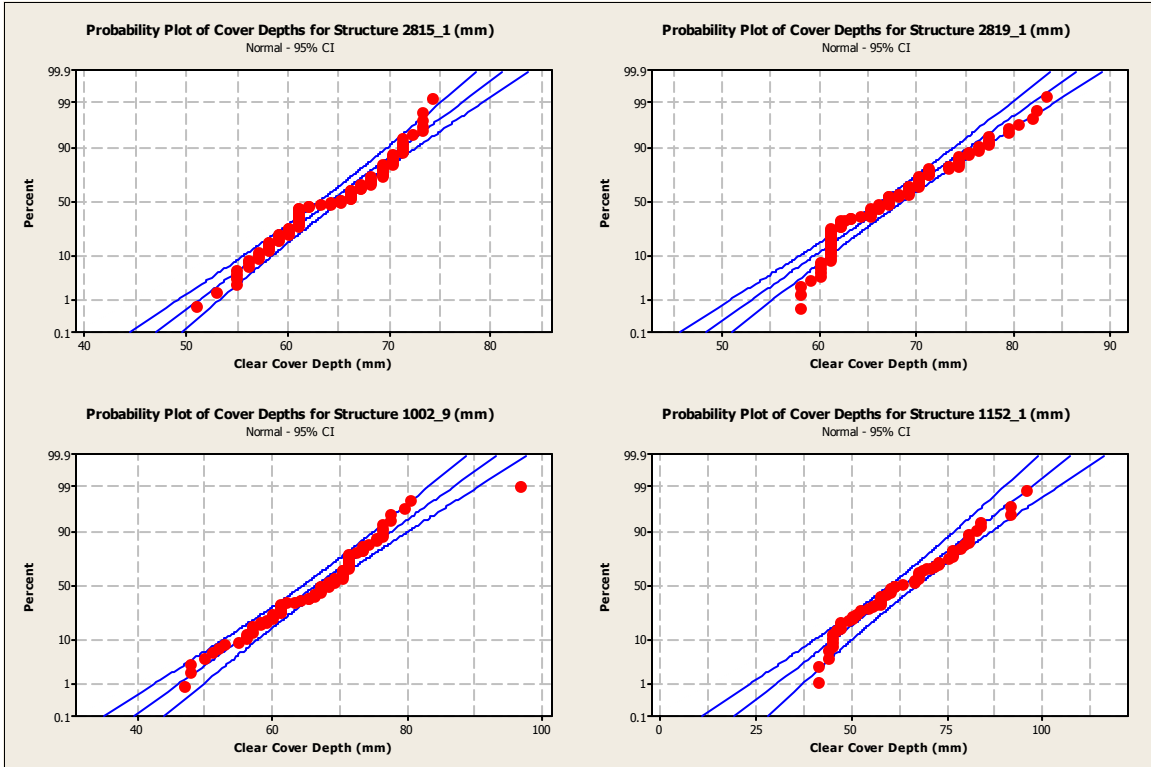 Probability Plot of Cover Depths for Structure 2815_1 (mm)
Normal - 95% CI
99.9
99
90
50
10
1
0.1
Percent
40 50 60 70 80
Clear Cover Depth (mm)
Probability Plot of Cover Depths for Structure 2819_1 (mm)
Normal - 95% CI
99.9
99
90
50
10
1
0.1
Percent
50 60 70 80 90
Clear Cover Depth (mm)
Probability Plot of Cover Depths for Structure 1002_9 (mm)
Normal - 95% CI
99.9
99
90
50
10
1
0.1
Percent
40 60 80 100
Clear Cover Depth (mm)
Probability Plot of Cover Depths for Structure 1152_1 (mm)
Normal - 95% CI
99.9
99
90
50
10
1
0.1
Percent
0 25 50 75 100
Clear Cover Depth (mm)